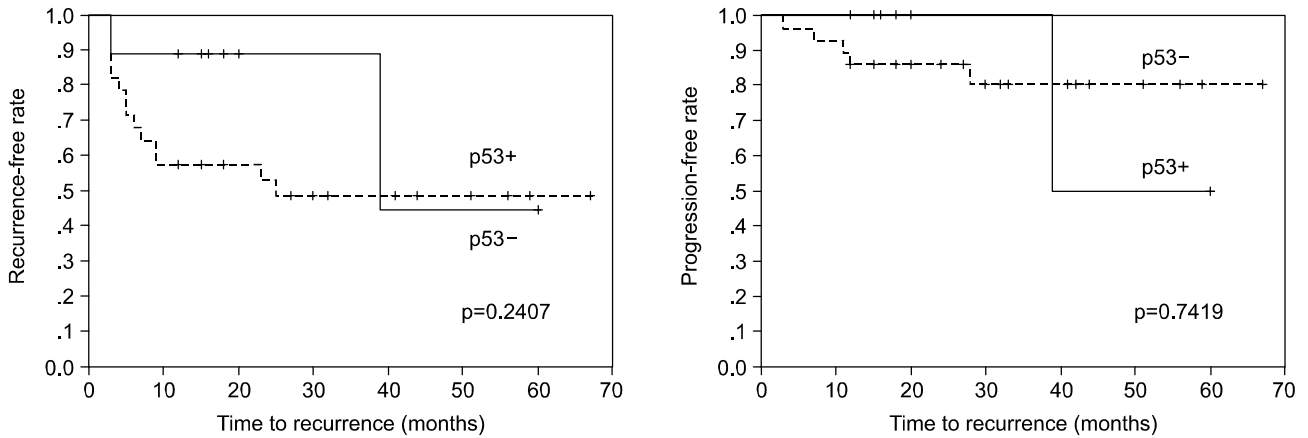 Recurrence-free rate
1.0
.9
.8
.7
.6
.5
.4
.3
.2
.1
0.0
p53+
p53−
p=0.2407
0 10 20 30 40 50 60 70
Time to recurrence (months)
Progression-free rate
1.0
.9
.8
.7
.6
.5
.4
.3
.2
.1
0.0
p53−
p53+
p=0.7419
0 10 20 30 40 50 60 70
Time to recurrence (months)